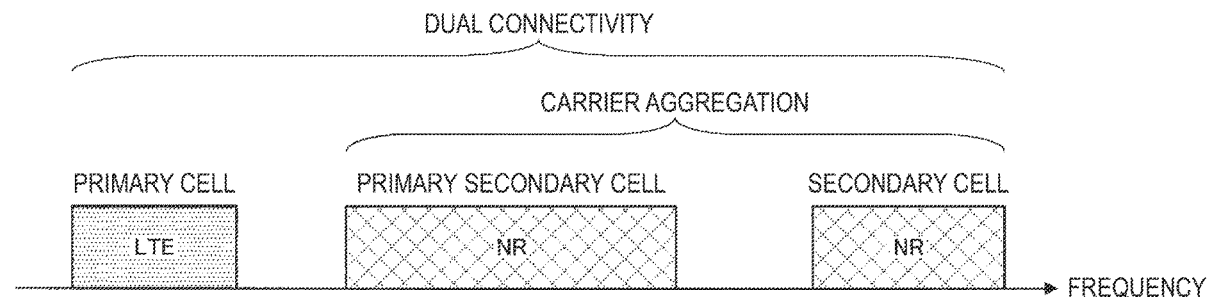 DUAL CONNECTIVITY
CARRIER AGGREGATION
PRIMARY CELL PRIMARY SECONDARY CELL SECONDARY CELL
LTE NR NR
FREQUENCY